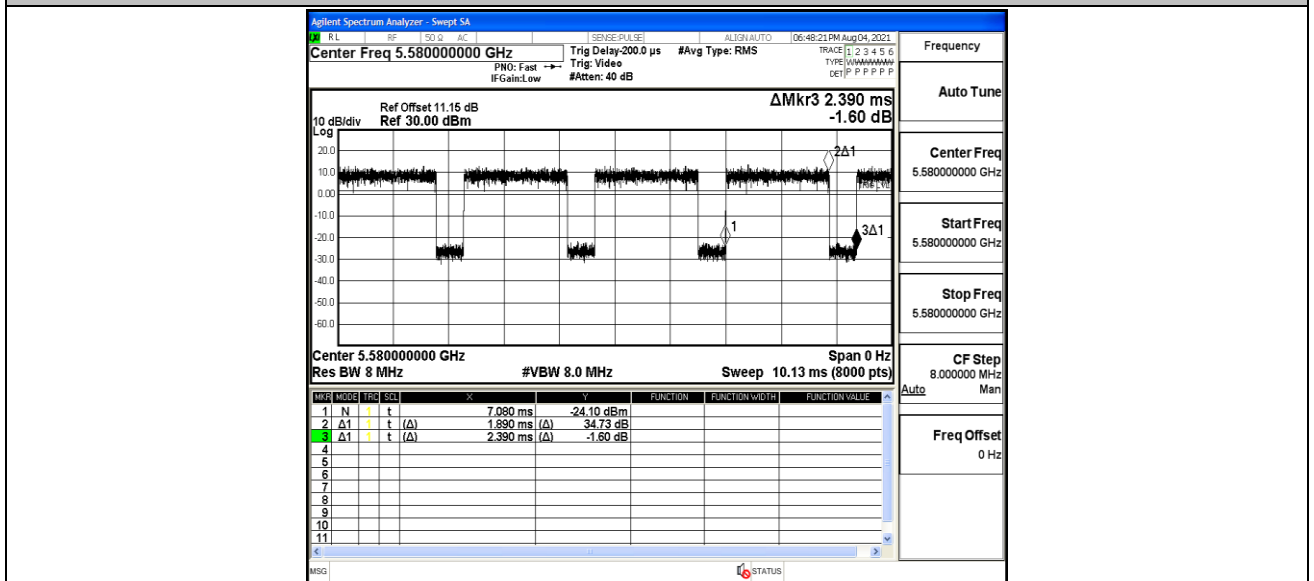 Agilent Spectrum Analyzer - Swept SA
RL RF 50 Ω AC SENSE:PULSE ALIGN AUTO 06:48:21 PM Aug 04, 2021
Center Freq 5.580000000 GHz
PNO: Fast
IFGain:Low
Trig Delay-200.0 µs
Trig: Video
#Atten: 40 dB
#Avg Type: RMS
TRACE 1 2 3 4 5 6
TYPE WWWWWW
DET P P P P P P
Ref Offset 11.15 dB
10 dB/div Ref 30.00 dBm
Log
ΔMkr3 2.390 ms
-1.60 dB
20.0
10.0
0.00
-10.0
-20.0
-30.0
-40.0
-50.0
-60.0
2Δ1
TRIG LVL
1
3Δ1
Center 5.580000000 GHz Span 0 Hz
Res BW 8 MHz #VBW 8.0 MHz Sweep 10.13 ms (8000 pts)
MKR MODE TRC SCL X Y FUNCTION FUNCTION WIDTH FUNCTION VALUE
1 N 1 t 7.080 ms -24.10 dBm
2 Δ1 1 t (Δ) 1.890 ms (Δ) 34.73 dB
3 Δ1 1 t (Δ) 2.390 ms (Δ) -1.60 dB
4
5
6
7
8
9
10
11
MSG STATUS
Frequency
Auto Tune
Center Freq
5.580000000 GHz
Start Freq
5.580000000 GHz
Stop Freq
5.580000000 GHz
CF Step
8.000000 MHz
Auto Man
Freq Offset
0 Hz